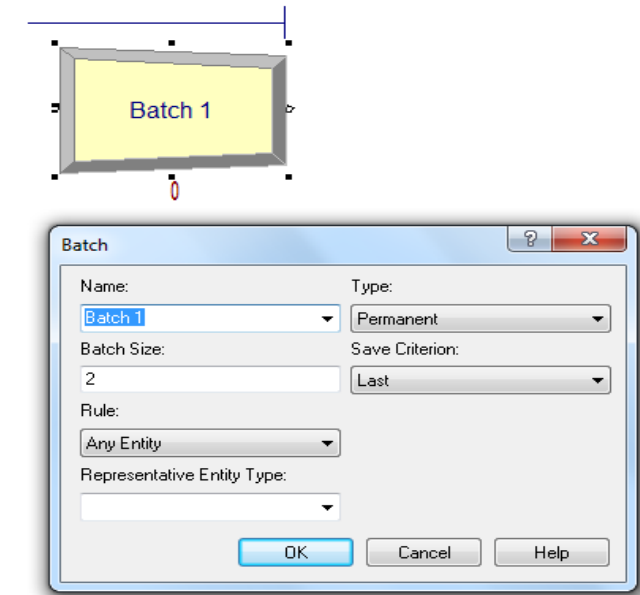 Batch 1
0
Batch
Name:
Type:
Batch 1
Permanent
Batch Size:
Save Criterion:
2
Last
Rule:
Any Entity
Representative Entity Type:
OK
Cancel
Help